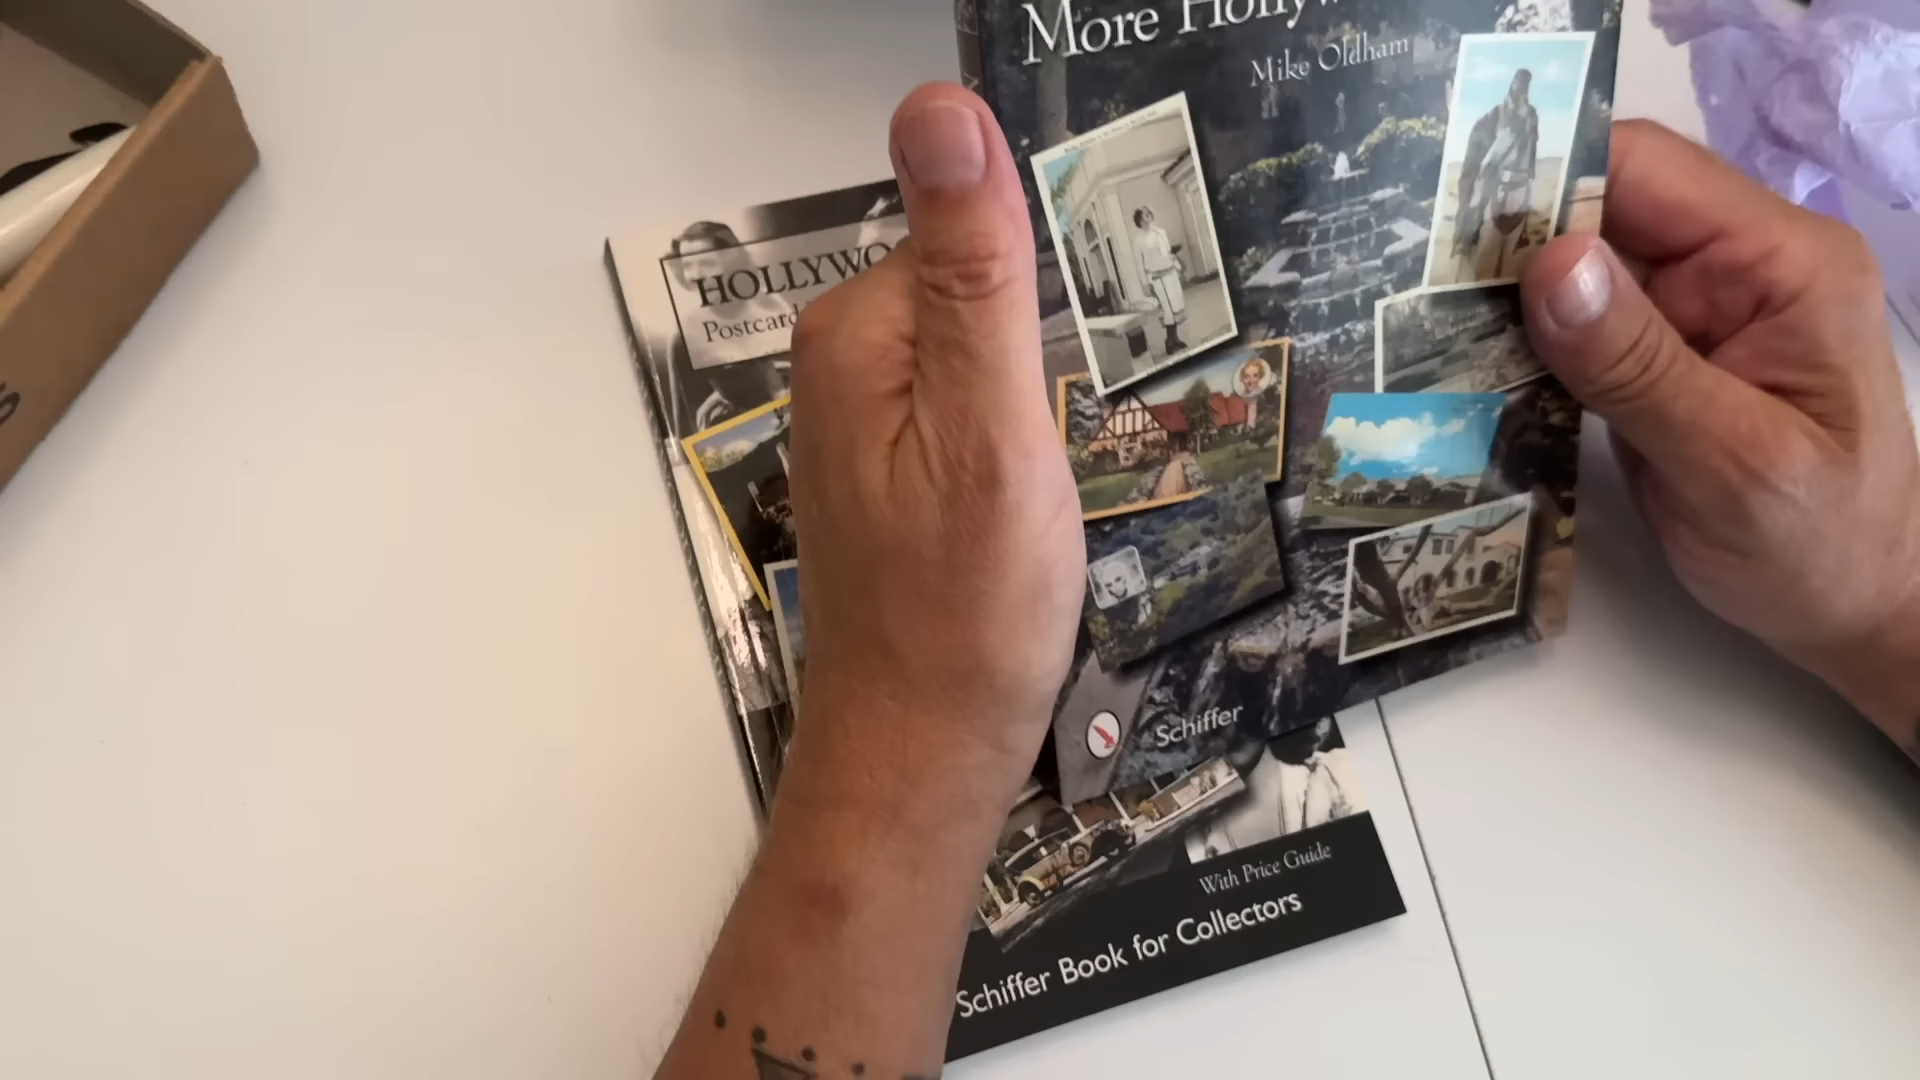 More Holly
Mike Oldham
HOLLYWO
Postcard
Schiffer
With Price Guide
Schiffer Book for Collectors